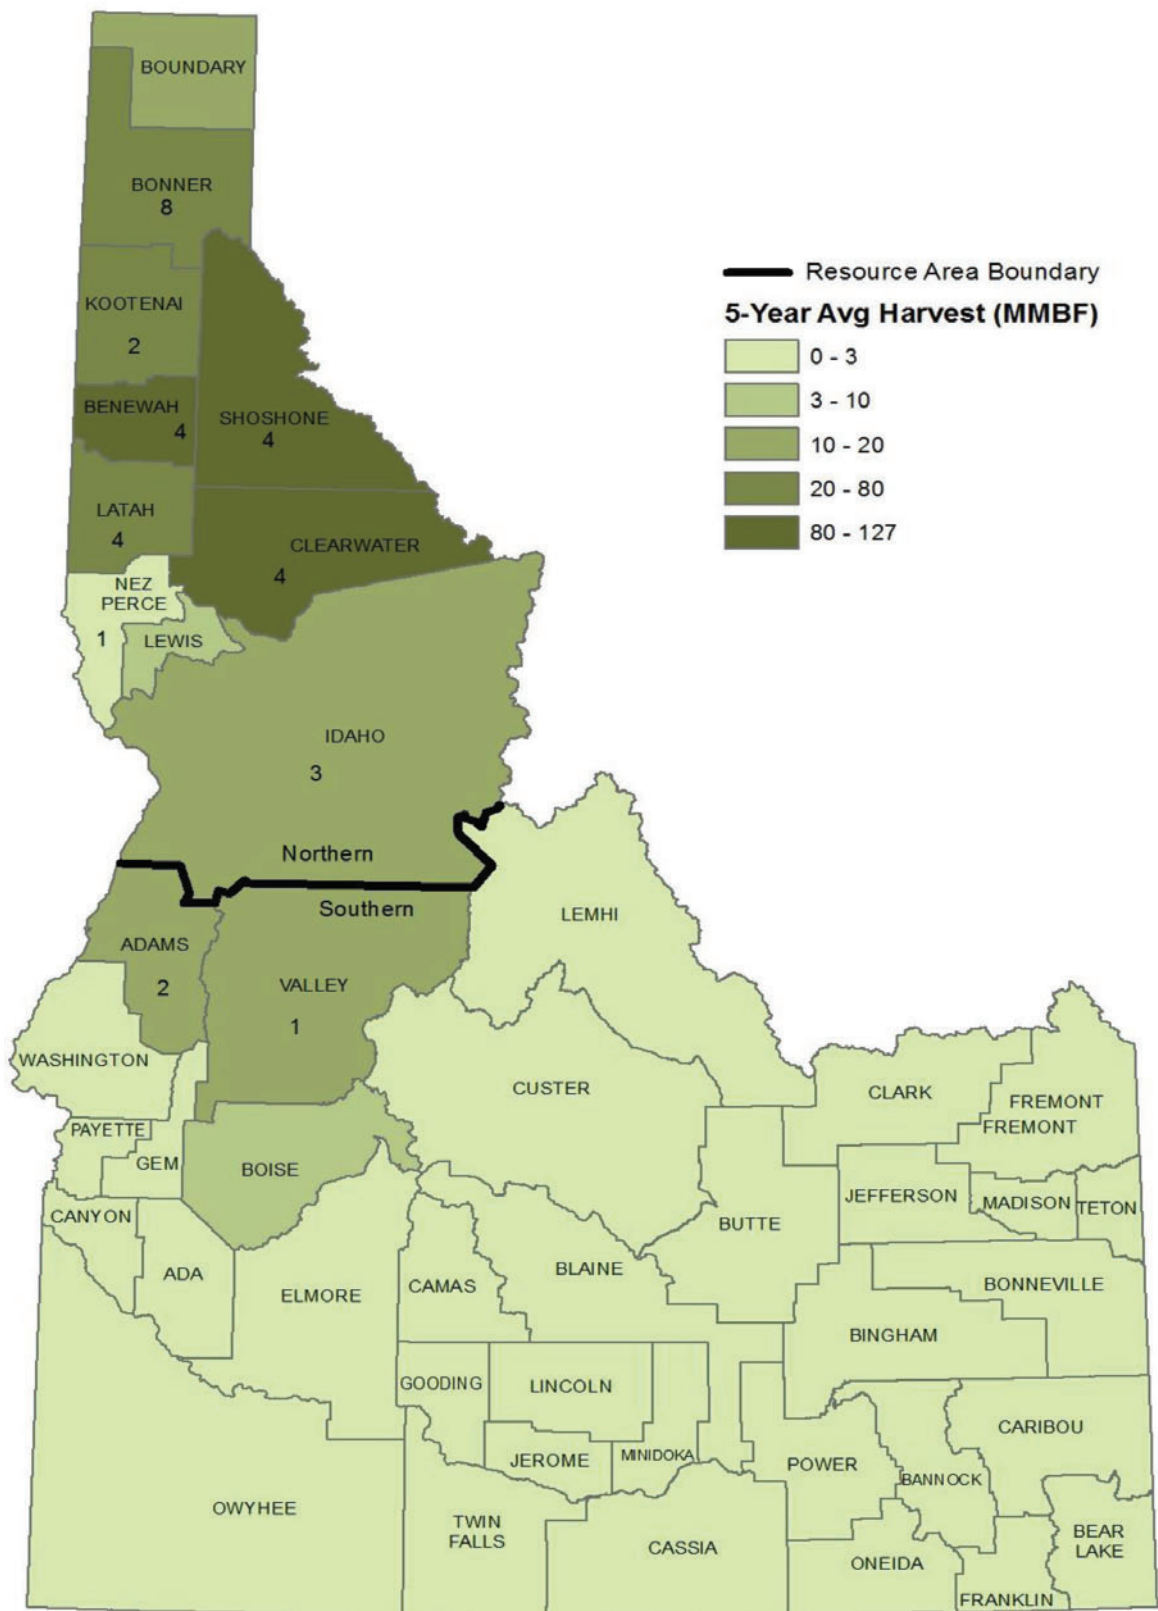 BOUNDARY
BONNER
8
KOOTENAI
2
BENEWAH
4
SHOSHONE
4
LATAH
4
CLEARWATER
4
NEZ
PERCE
1
LEWIS
IDAHO
3
Northern
Southern
Resource Area Boundary
5-Year Avg Harvest (MMBF)
0 - 3
3 - 10
10 - 20
20 - 80
80 - 127
ADAMS
2
VALLEY
1
LEMHI
WASHINGTON
CUSTER
CLARK
FREMONT
FREMONT
PAYETTE
GEM
BOISE
JEFFERSON
MADISON
TETON
CANYON
ADA
ELMORE
CAMAS
BLAINE
BUTTE
BONNEVILLE
BINGHAM
GOODING
LINCOLN
JEROME
MINIDOKA
POWER
BANNOCK
CARIBOU
OWYHEE
TWIN
FALLS
CASSIA
ONEIDA
FRANKLIN
BEAR
LAKE